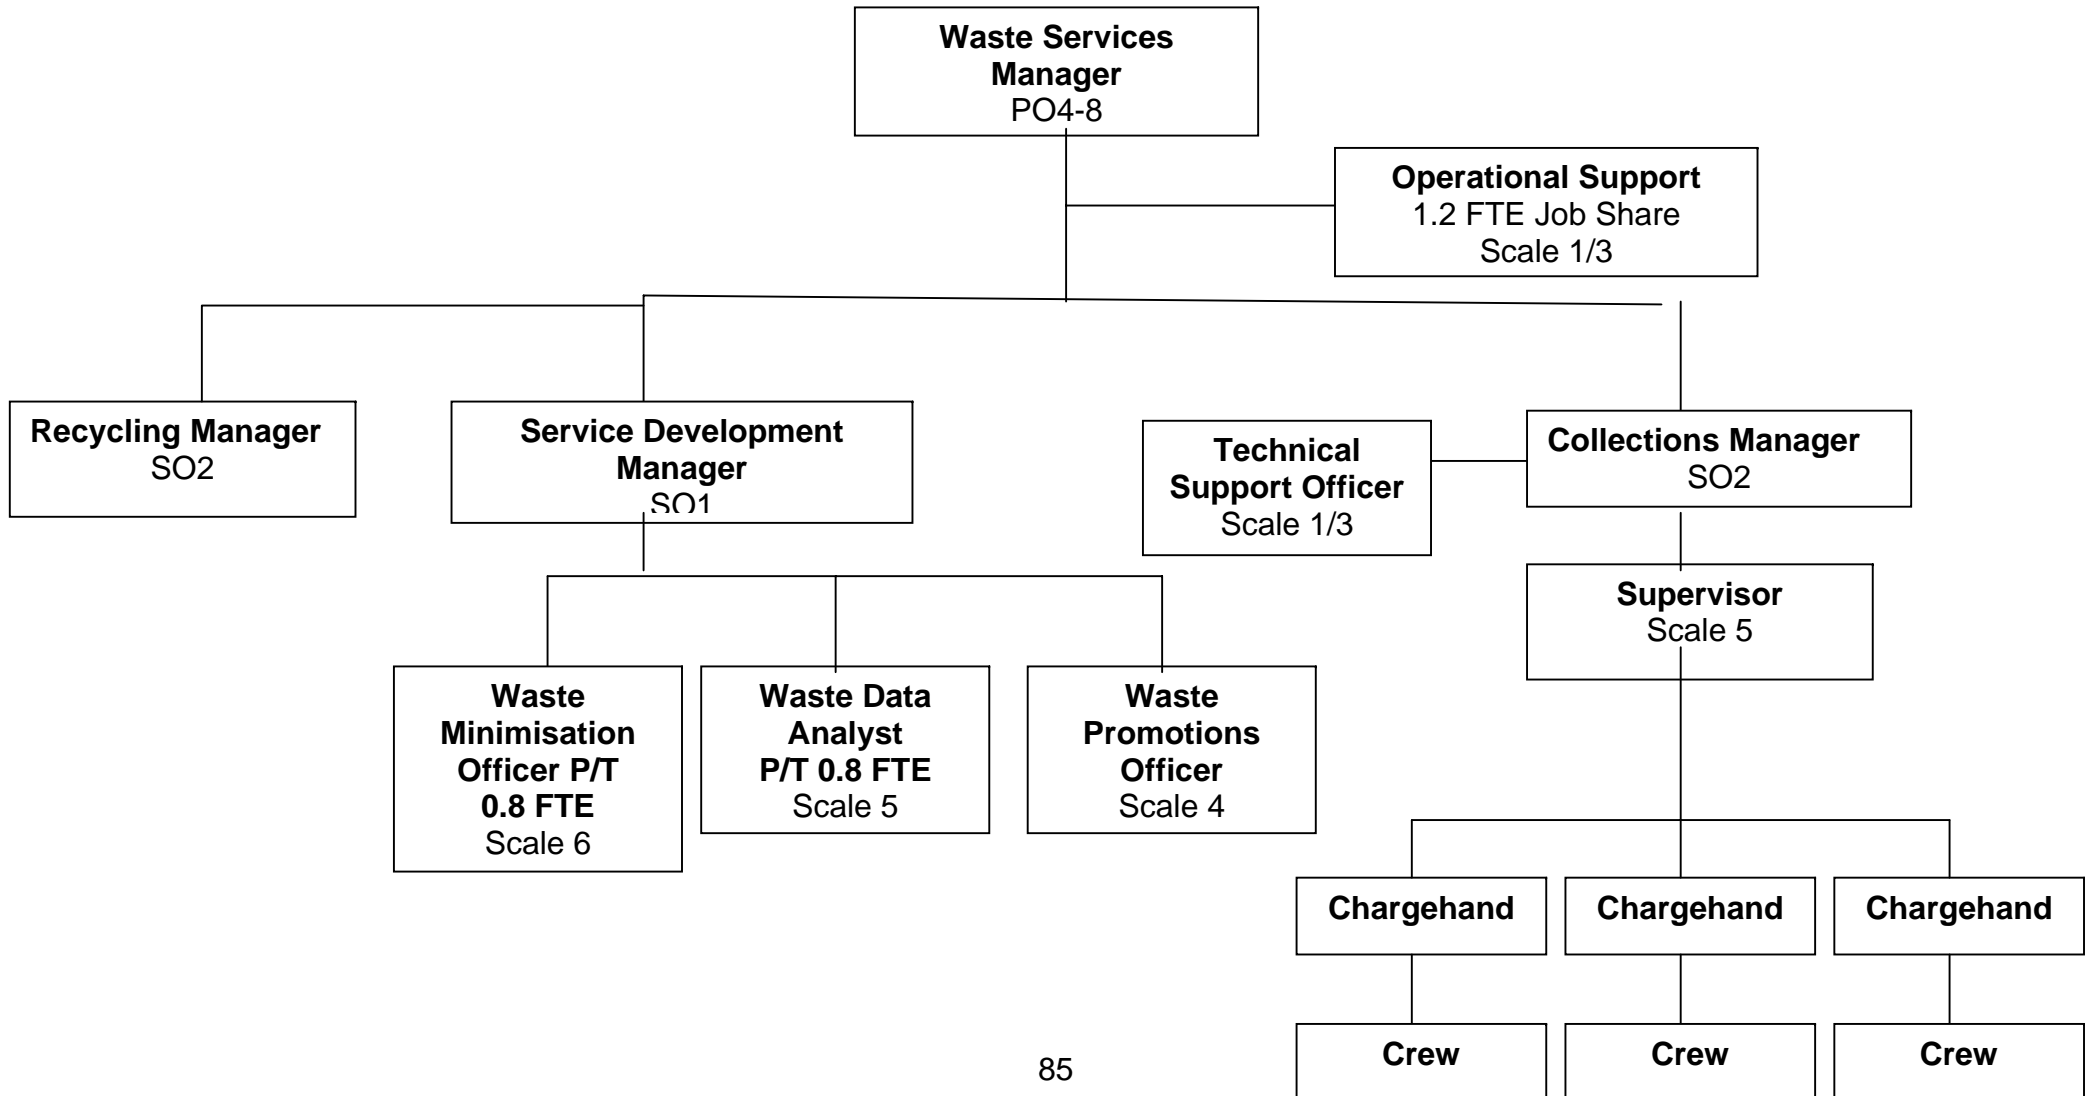 Waste Services
Manager
PO4-8
Operational Support
1.2 FTE Job Share
Scale 1/3
Recycling Manager
SO2
Service Development
Manager
SO1
Technical
Support Officer
Scale 1/3
Collections Manager
SO2
Supervisor
Scale 5
Waste
Minimisation
Officer P/T
0.8 FTE
Scale 6
Waste Data
Analyst
P/T 0.8 FTE
Scale 5
Waste
Promotions
Officer
Scale 4
Chargehand
Chargehand
Chargehand
Crew
Crew
Crew
85